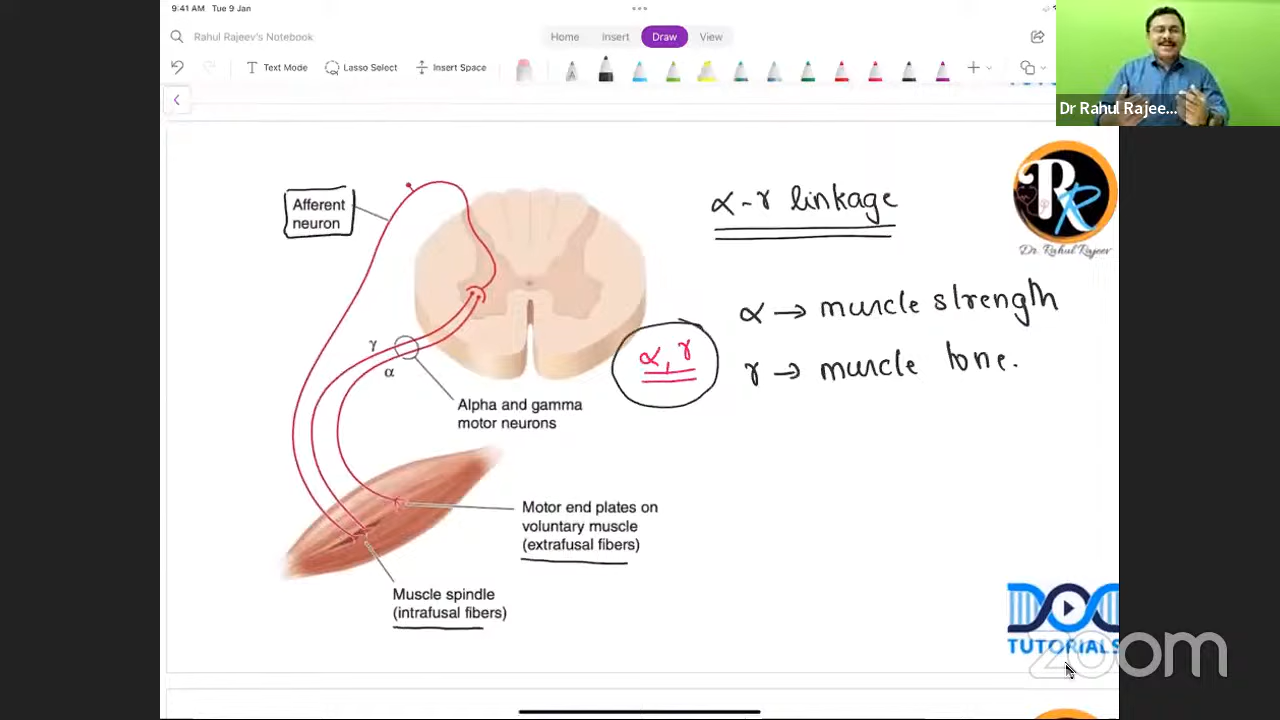 9:41 AM Tue 9 Jan
Rahul Rajeev's Notebook
Home Insert Draw View
Text Mode
Lasso Select
Insert Space
Dr Rahul Rajee...
PR
Dr. Rahul Rajeev
Afferent
neuron
α-γ linkage
α → muscle strength
γ → muscle tone.
α, γ
γ
α
Alpha and gamma
motor neurons
Motor end plates on
voluntary muscle
(extrafusal fibers)
Muscle spindle
(intrafusal fibers)
DOC
TUTORIALS
zoom